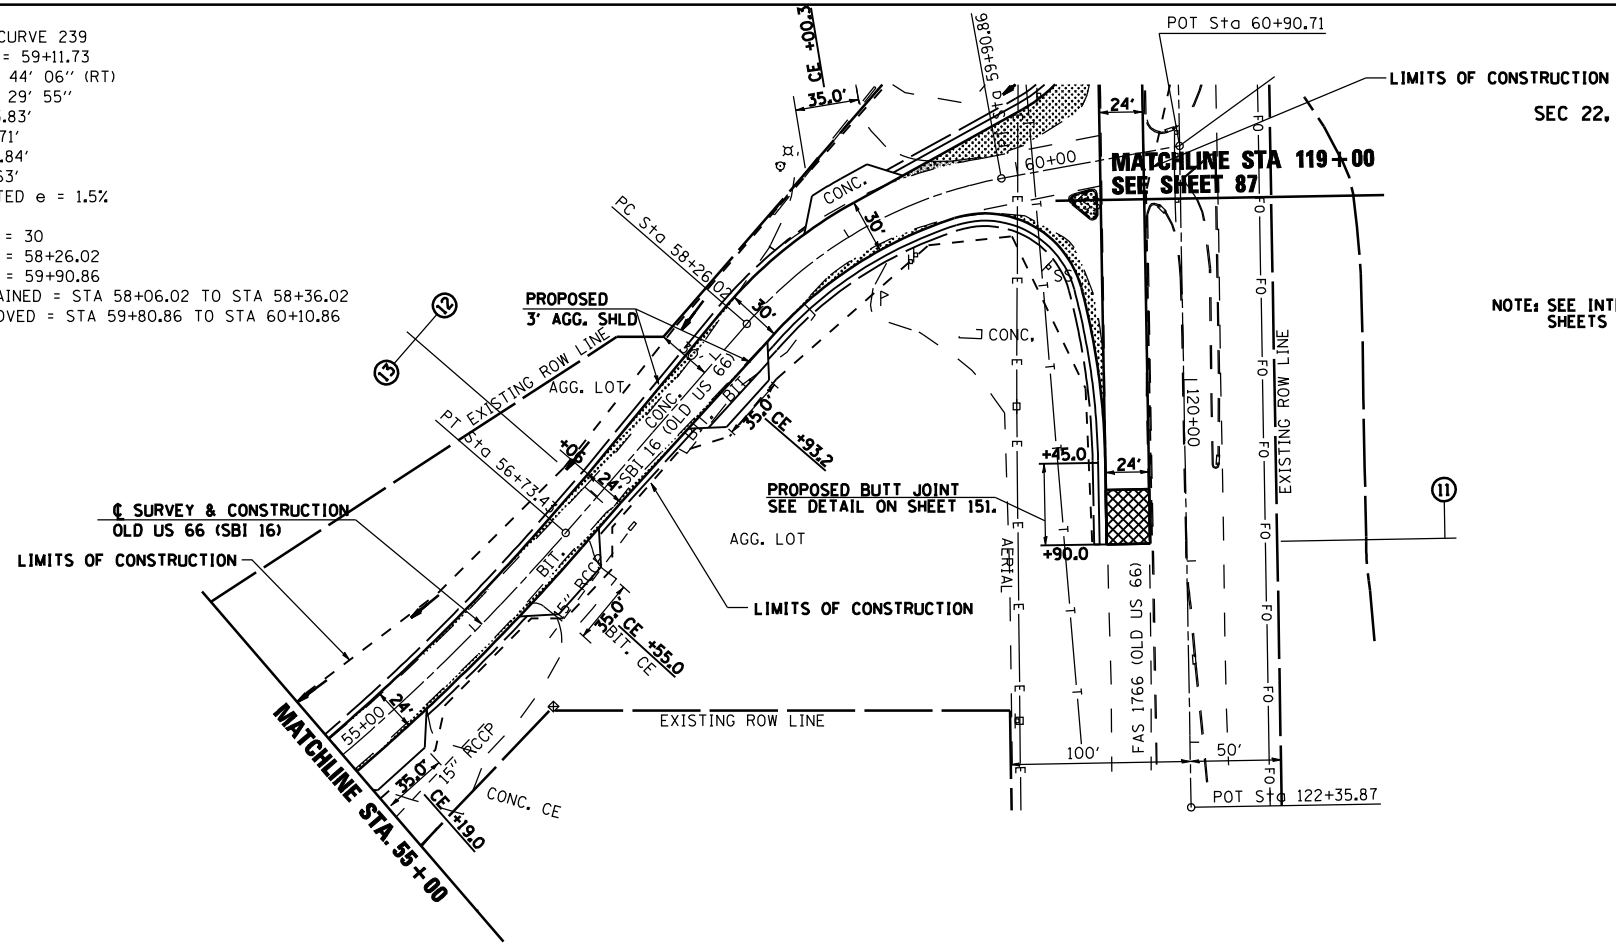 CURVE 239
= 59+11.73
44' 06'' (RT)
29' 55''
.83'
71'
.84'
63'
TED e = 1.5%
= 30
= 58+26.02
= 59+90.86
AINED = STA 58+06.02 TO STA 58+36.02
OVED = STA 59+80.86 TO STA 60+10.86
CE +00.3
35.0'
59+90.86
POT Sta 60+90.71
LIMITS OF CONSTRUCTION
SEC 22,
24'
60+00
MATCHLINE STA 119+00
SEE SHEET 87
CONC.
30'
PC Sta 58+26.02
30'
PROPOSED
3' AGG. SHLD
NOTE: SEE INT
SHEETS
12
13
EXISTING ROW LINE
AGG. LOT
CONC.
SBI 16 (OLD US 66)
BIT.
BIT.
35.0'
CE +93.2
CONC.
PT Sta 56+73.4
+90
24'
120+00
EXISTING ROW LINE
+45.0
24'
+90.0
11
PROPOSED BUTT JOINT
SEE DETAIL ON SHEET 151.
AGG. LOT
AERIAL
℄ SURVEY & CONSTRUCTION
OLD US 66 (SBI 16)
LIMITS OF CONSTRUCTION
BIT.
15'' RCCP
LIMITS OF CONSTRUCTION
35.0'
CE +55.0
BIT. CE
FAS 1766 (OLD US 66)
24'
55+00
MATCHLINE STA. 55+00
EXISTING ROW LINE
15'' RCCP
35.0'
CE +19.0
CONC. CE
100'
50'
POT Sta 122+35.87